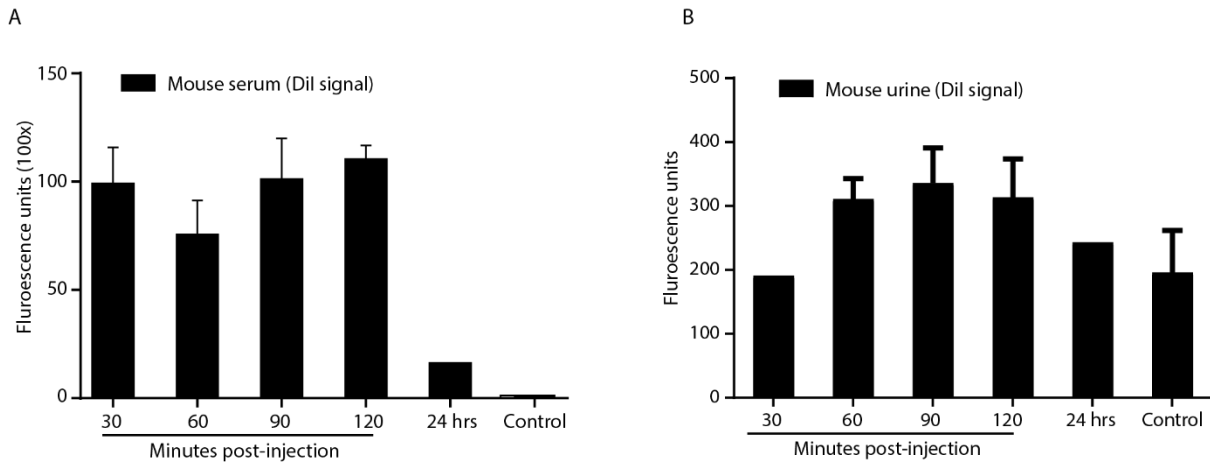 A
Fluroescence units (100x)
150
100
50
0
Mouse serum (DiI signal)
30 60 90 120 24 hrs Control
Minutes post-injection
B
Fluroescence units
500
400
300
200
100
0
Mouse urine (DiI signal)
30 60 90 120 24 hrs Control
Minutes post-injection